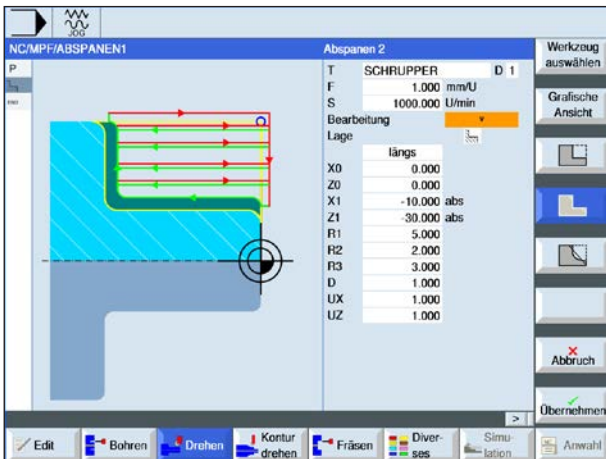 JOG
NC/MPF/ABSPANEN1
Abspanen 2
Werkzeug auswählen
P
T SCHRUPPER D 1
F 1.000 mm/U
S 1000.000 U/min
Bearbeitung
Lage
längs
X0 0.000
Z0 0.000
X1 -10.000 abs
Z1 -30.000 abs
R1 5.000
R2 2.000
R3 3.000
D 1.000
UX 1.000
UZ 1.000
Grafische Ansicht
Abbruch
Übernehmen
>
Edit
Bohren
Drehen
Kontur drehen
Fräsen
Diver-
ses
Simu-
lation
Anwahl